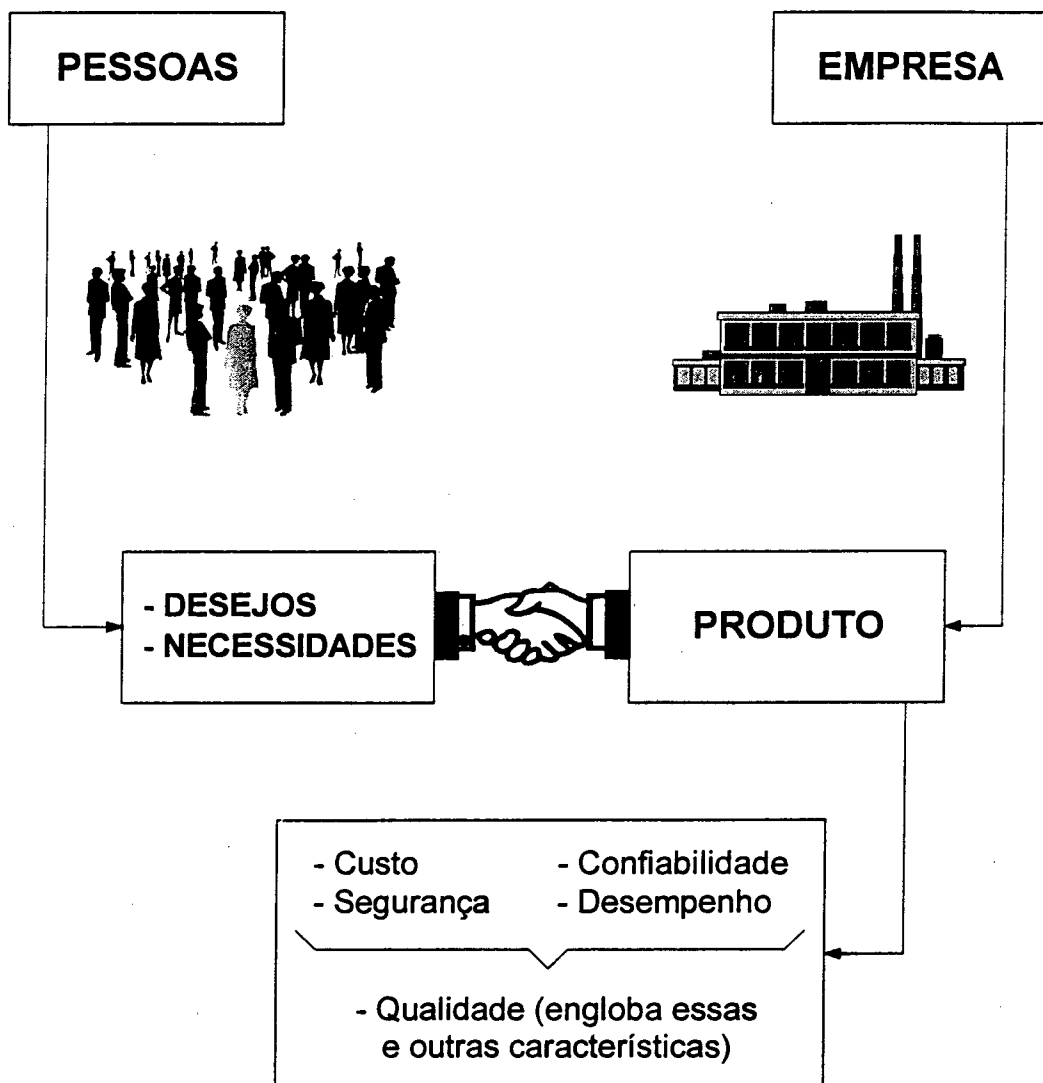 PESSOAS
EMPRESA
- DESEJOS
- NECESSIDADES
PRODUTO
- Custo
- Confiabilidade
- Segurança
- Desempenho
- Qualidade (engloba essas
e outras características)